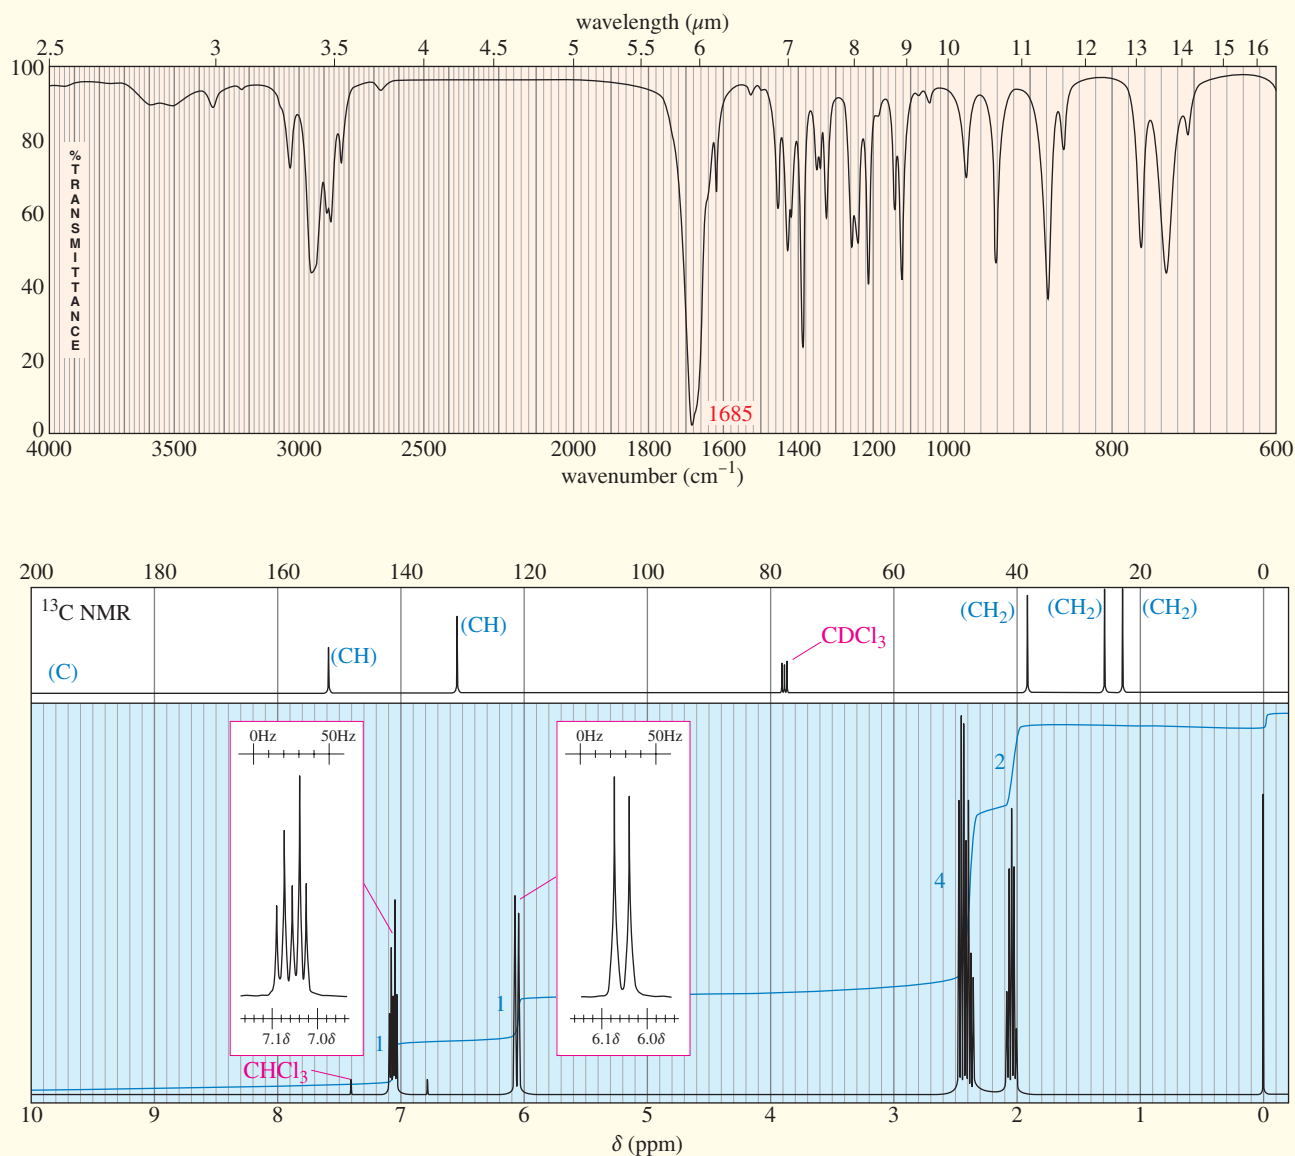 wavelength (μm)
2.5 3 3.5 4 4.5 5 5.5 6 7 8 9 10 11 12 13 14 15 16
100
80
60
40
20
0
% TRANSMITTANCE
1685
4000 3500 3000 2500 2000 1800 1600 1400 1200 1000 800 600
wavenumber (cm⁻¹)
200 180 160 140 120 100 80 60 40 20 0
¹³C NMR
(C)
(CH)
(CH)
CDCl₃
(CH₂)
(CH₂)
(CH₂)
0Hz 50Hz
7.1δ 7.0δ
0Hz 50Hz
6.1δ 6.0δ
CHCl₃
1
1
4
2
10 9 8 7 6 5 4 3 2 1 0
δ (ppm)